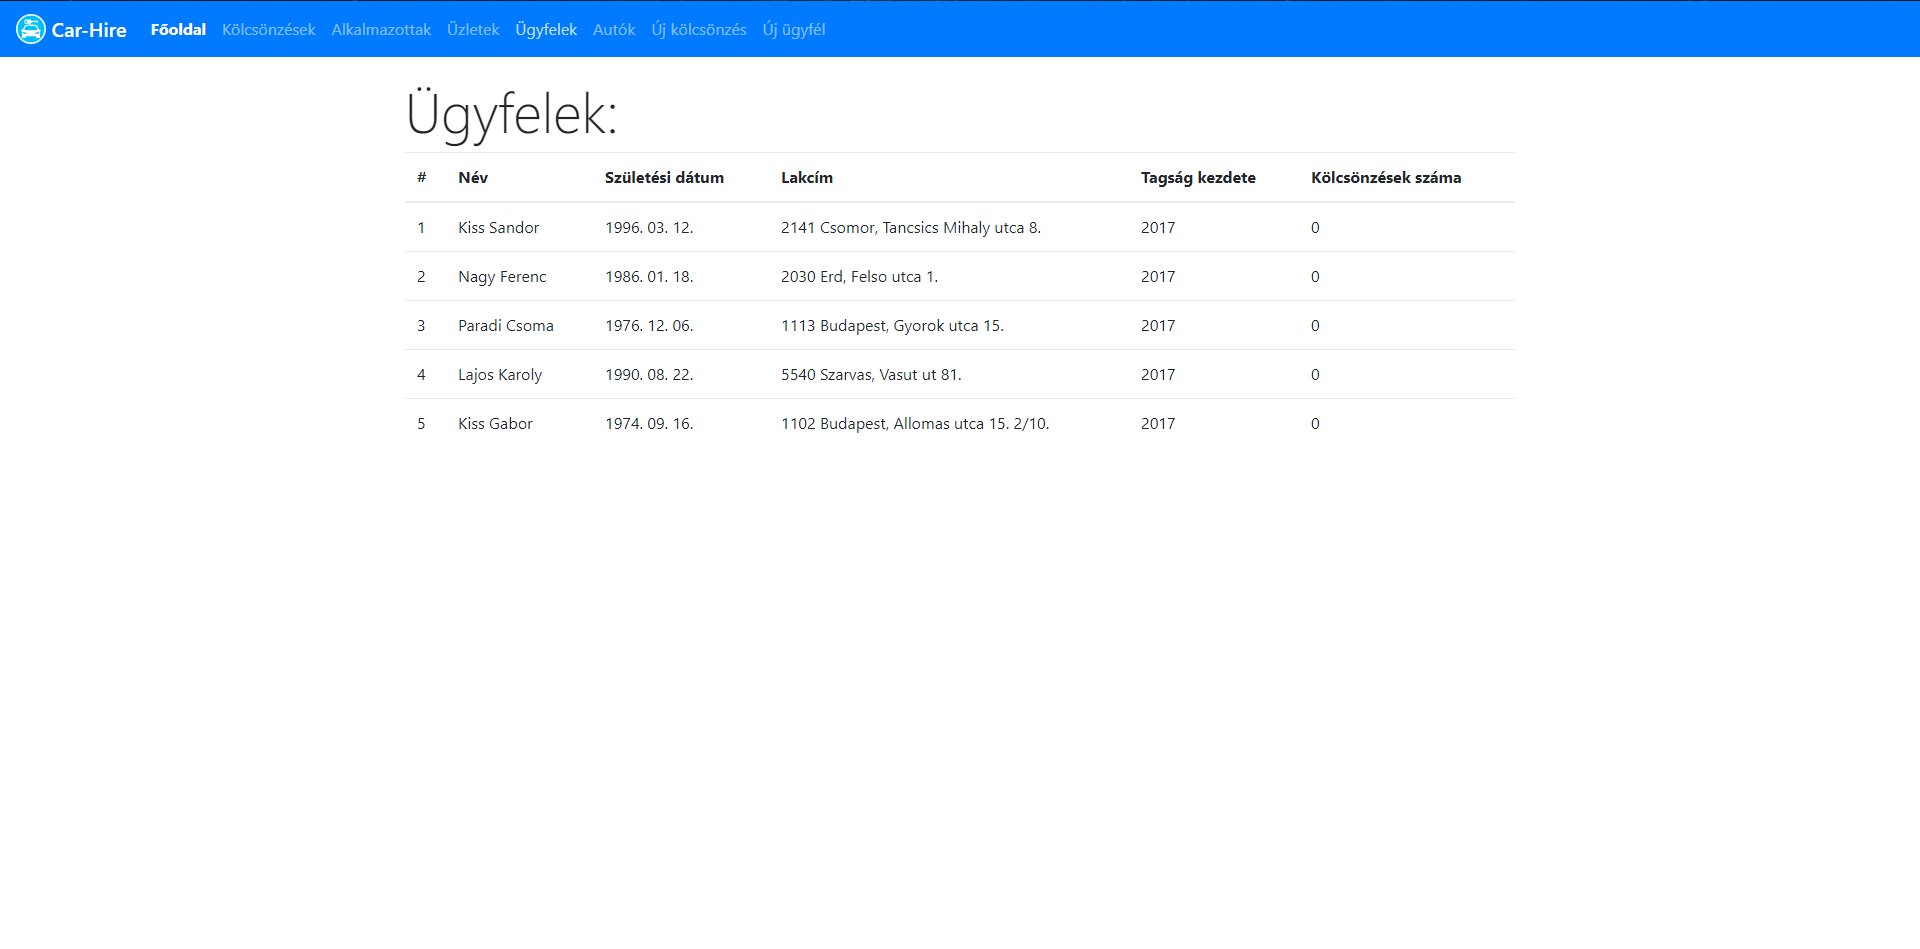 Car-Hire Főoldal Kölcsönzések Alkalmazottak Üzletek Ügyfelek Autók Új kölcsönzés Új ügyfél
Ügyfelek:
# Név Születési dátum Lakcím Tagság kezdete Kölcsönzések száma
1 Kiss Sandor 1996. 03. 12. 2141 Csomor, Tancsics Mihaly utca 8. 2017 0
2 Nagy Ferenc 1986. 01. 18. 2030 Erd, Felso utca 1. 2017 0
3 Paradi Csoma 1976. 12. 06. 1113 Budapest, Gyorok utca 15. 2017 0
4 Lajos Karoly 1990. 08. 22. 5540 Szarvas, Vasut ut 81. 2017 0
5 Kiss Gabor 1974. 09. 16. 1102 Budapest, Allomas utca 15. 2/10. 2017 0